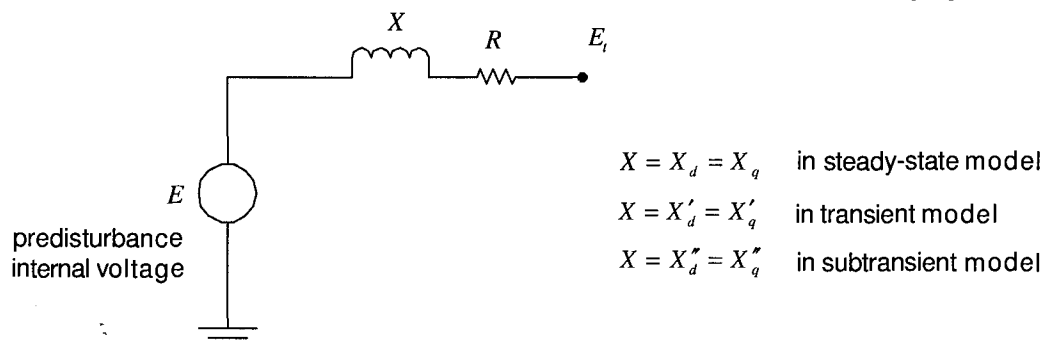 X
R
E_t
E
predisturbance
internal voltage
X = X_d = X_q in steady-state model
X = X'_d = X'_q in transient model
X = X''_d = X''_q in subtransient model